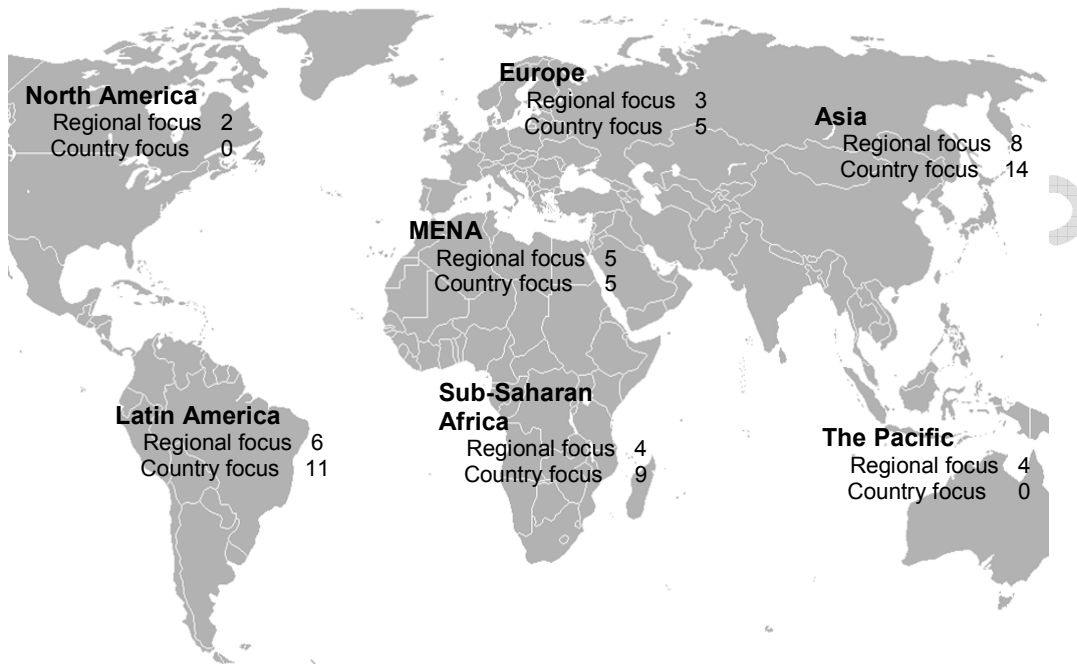 North America
Regional focus 2
Country focus 0
Europe
Regional focus 3
Country focus 5
Asia
Regional focus 8
Country focus 14
MENA
Regional focus 5
Country focus 5
Latin America
Regional focus 6
Country focus 11
Sub-Saharan
Africa
Regional focus 4
Country focus 9
The Pacific
Regional focus 4
Country focus 0